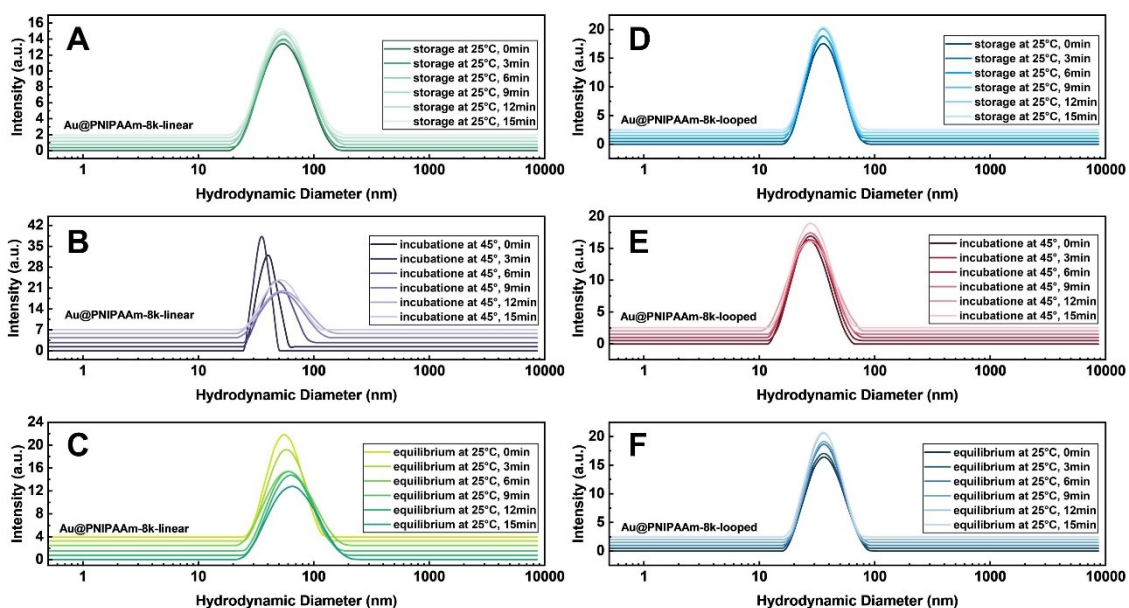 A
Intensity (a.u.)
16
14
12
10
8
6
4
2
0
storage at 25°C, 0min
storage at 25°C, 3min
storage at 25°C, 6min
storage at 25°C, 9min
storage at 25°C, 12min
storage at 25°C, 15min
Au@PNIPAAm-8k-linear
1 10 100 1000 10000
Hydrodynamic Diameter (nm)
D
Intensity (a.u.)
20
15
10
5
0
storage at 25°C, 0min
storage at 25°C, 3min
storage at 25°C, 6min
storage at 25°C, 9min
storage at 25°C, 12min
storage at 25°C, 15min
Au@PNIPAAm-8k-looped
1 10 100 1000 10000
Hydrodynamic Diameter (nm)
B
Intensity (a.u.)
42
35
28
21
14
7
0
incubatione at 45°, 0min
incubatione at 45°, 3min
incubatione at 45°, 6min
incubatione at 45°, 9min
incubatione at 45°, 12min
incubatione at 45°, 15min
Au@PNIPAAm-8k-linear
1 10 100 1000 10000
Hydrodynamic Diameter (nm)
E
Intensity (a.u.)
20
15
10
5
0
incubatione at 45°, 0min
incubatione at 45°, 3min
incubatione at 45°, 6min
incubatione at 45°, 9min
incubatione at 45°, 12min
incubatione at 45°, 15min
Au@PNIPAAm-8k-looped
1 10 100 1000 10000
Hydrodynamic Diameter (nm)
C
Intensity (a.u.)
24
20
16
12
8
4
0
equilibrium at 25°C, 0min
equilibrium at 25°C, 3min
equilibrium at 25°C, 6min
equilibrium at 25°C, 9min
equilibrium at 25°C, 12min
equilibrium at 25°C, 15min
Au@PNIPAAm-8k-linear
1 10 100 1000 10000
Hydrodynamic Diameter (nm)
F
Intensity (a.u.)
20
15
10
5
0
equilibrium at 25°C, 0min
equilibrium at 25°C, 3min
equilibrium at 25°C, 6min
equilibrium at 25°C, 9min
equilibrium at 25°C, 12min
equilibrium at 25°C, 15min
Au@PNIPAAm-8k-looped
1 10 100 1000 10000
Hydrodynamic Diameter (nm)